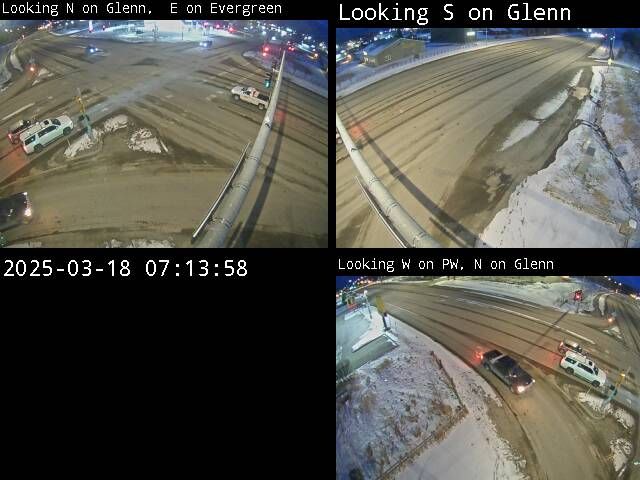 Looking N on Glenn, E on Evergreen
Looking S on Glenn
2025-03-18 07:13:58
Looking W on PW, N on Glenn